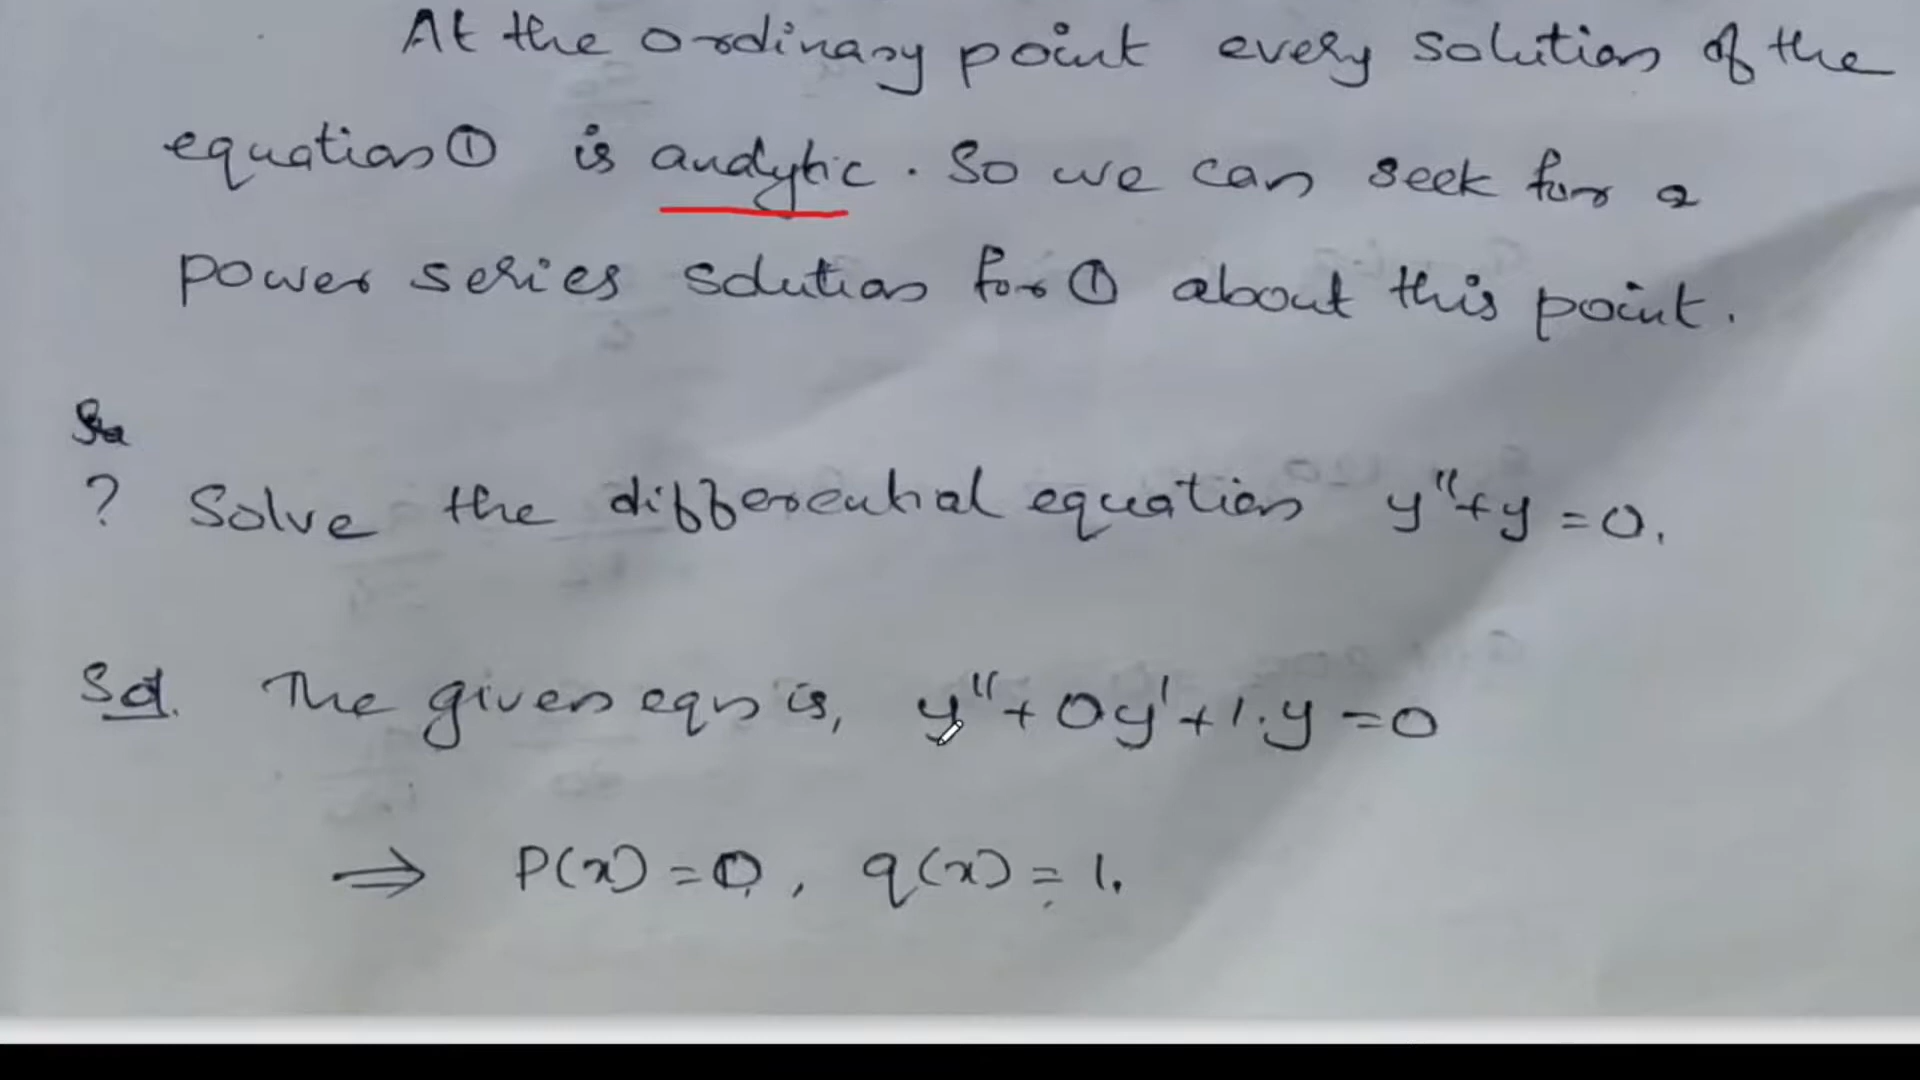 At the ordinary point every solution of the
equation ① is analytic. So we can seek for a
power series solution for ① about this point.
? Solve the differential equation y"+y=0.
Sol. The given eqn is, y"+0y'+1.y=0
⇒ P(x)=0, q(x)=1.